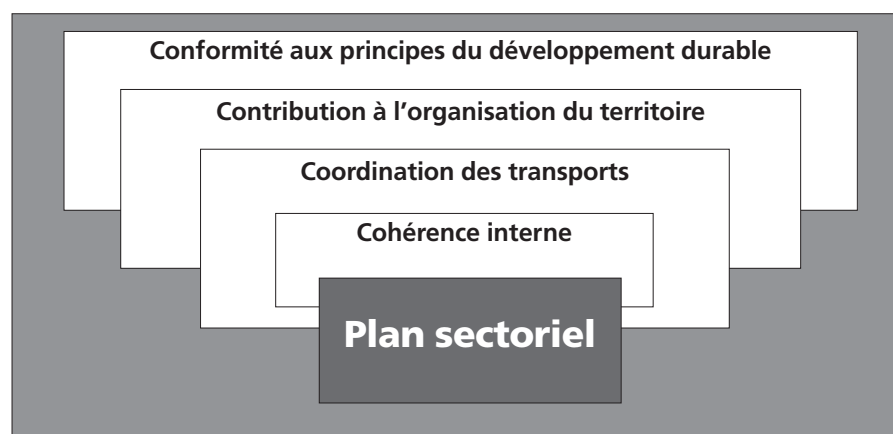 Conformité aux principes du développement durable
Contribution à l’organisation du territoire
Coordination des transports
Cohérence interne
Plan sectoriel